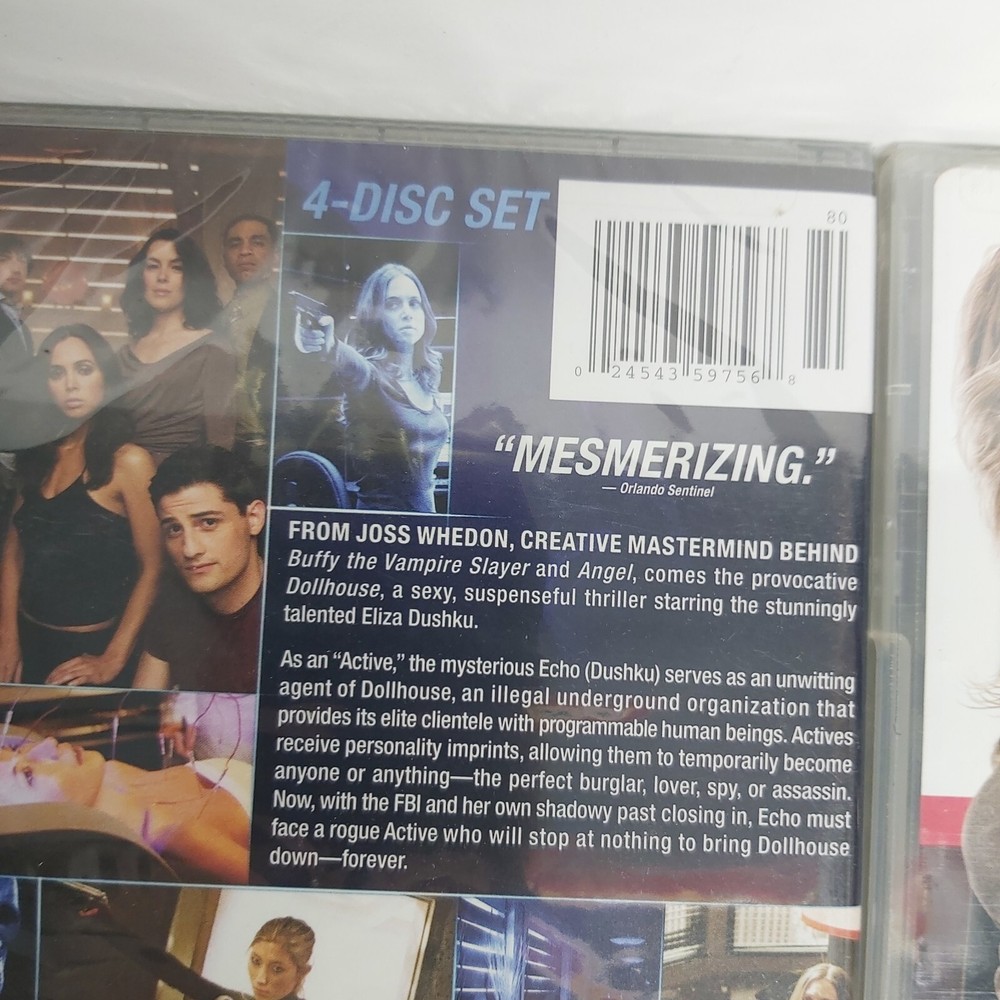 4-DISC SET
80
0 24543 59756 8
“MESMERIZING.”
— Orlando Sentinel
FROM JOSS WHEDON, CREATIVE MASTERMIND BEHIND
Buffy the Vampire Slayer and Angel, comes the provocative
Dollhouse, a sexy, suspenseful thriller starring the stunningly
talented Eliza Dushku.
As an “Active,” the mysterious Echo (Dushku) serves as an unwitting
agent of Dollhouse, an illegal underground organization that
provides its elite clientele with programmable human beings. Actives
receive personality imprints, allowing them to temporarily become
anyone or anything—the perfect burglar, lover, spy, or assassin.
Now, with the FBI and her own shadowy past closing in, Echo must
face a rogue Active who will stop at nothing to bring Dollhouse
down—forever.